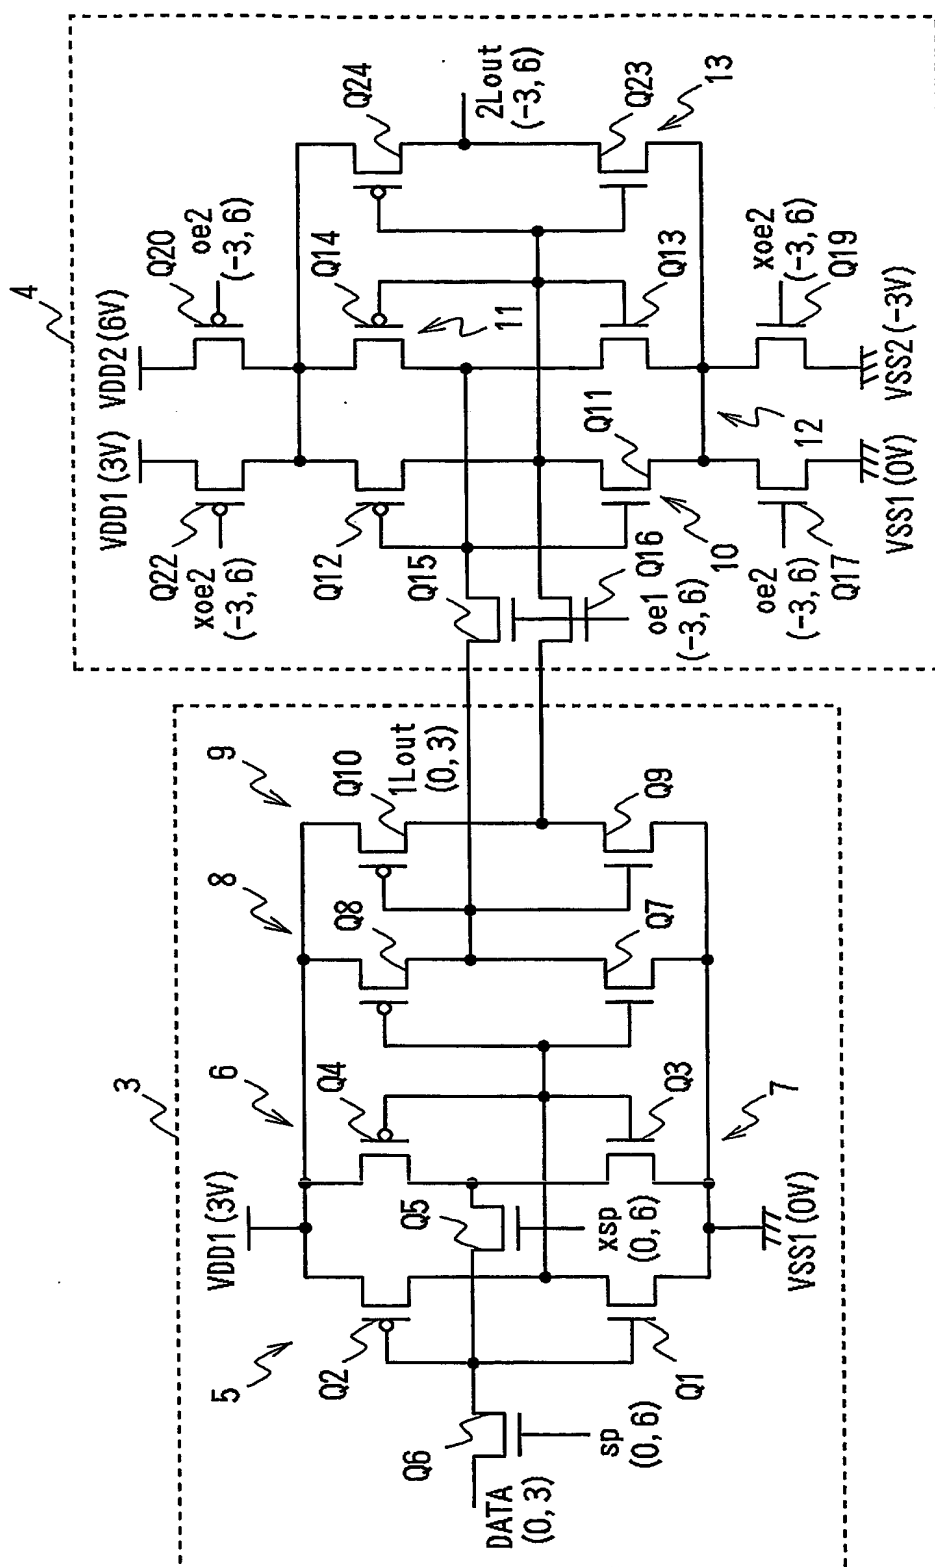 3
VDD1 (3V)
5
6
8
9
Q2
Q4
Q8
Q10
1Lout
(0, 3)
Q6
Q5
DATA
(0, 3)
sp
(0, 6)
xsp
(0, 6)
Q1
Q3
Q7
Q9
7
VSS1 (0V)
4
VDD1 (3V)
VDD2 (6V)
Q22
xoe2
(-3, 6)
Q20
oe2
(-3, 6)
Q12
Q14
Q24
11
Q15
2Lout
(-3, 6)
Q16
oe1
(-3, 6)
Q11
Q13
Q23
10
12
13
oe2
(-3, 6)
Q17
xoe2
(-3, 6)
Q19
VSS1 (0V)
VSS2 (-3V)